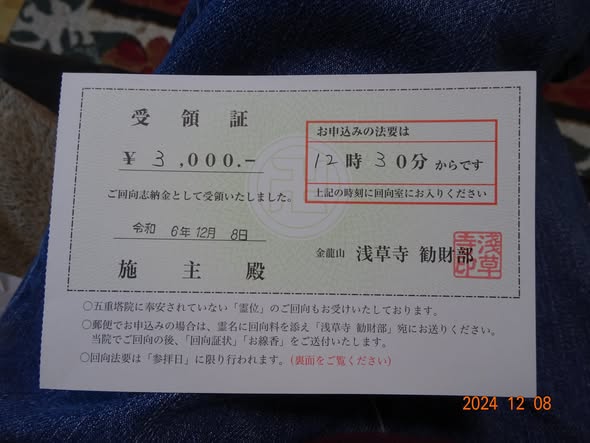 受領証
¥ 3,000.-
ご回向志納金として受領いたしました。
令和 6年12月 8日
施主殿
お申込みの法要は
12時30分からです
上記の時刻に回向室にお入りください
金龍山 浅草寺 勧財部
浅草寺印
○五重塔院に奉安されていない「霊位」のご回向もお受けいたしております。
○郵便でお申込みの場合は、霊名に回向料を添え「浅草寺 勧財部」宛にお送りください。
当院でご回向の後、「回向証状」「お線香」をご送付いたします。
○回向法要は「参拝日」に限り行われます。(裏面をご覧ください)
2024 12 08